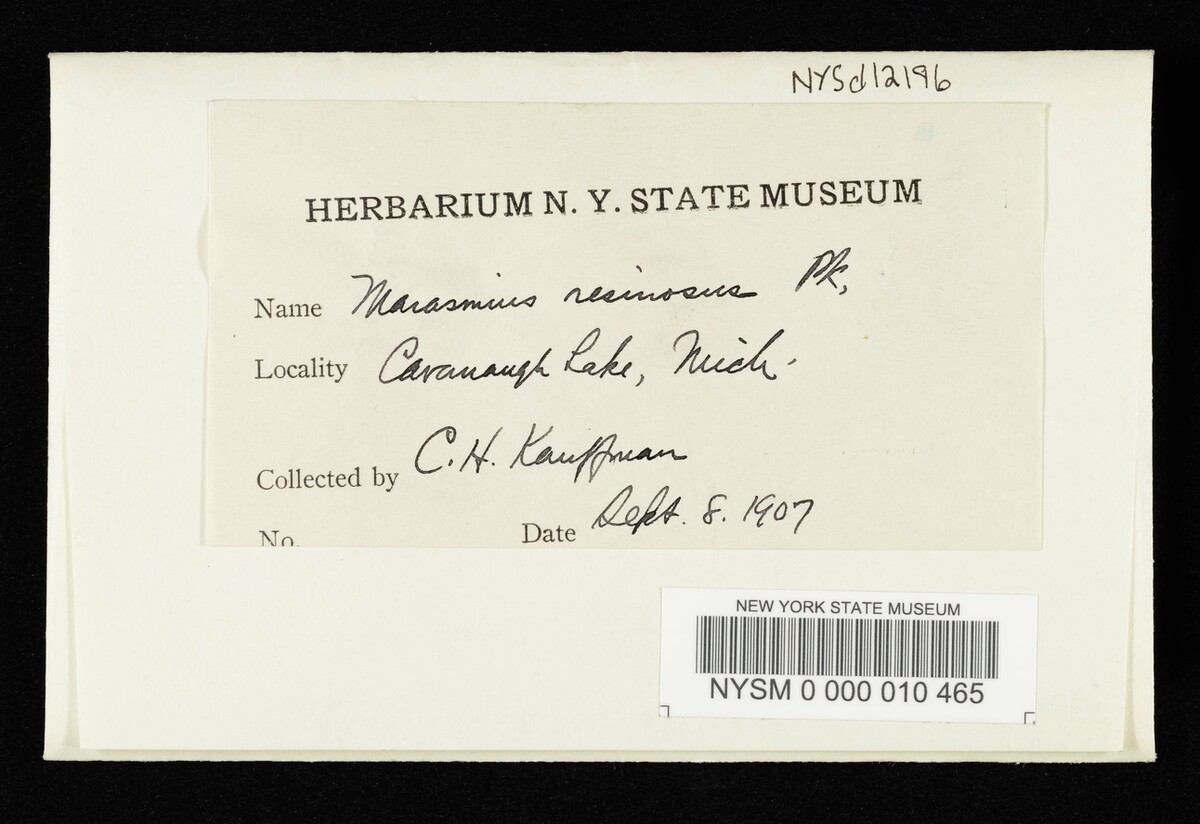 NYSd12196
HERBARIUM N. Y. STATE MUSEUM
Name Marasmius resinosus Pk.
Locality Cavanaugh Lake, Mich.
Collected by C. H. Kauffman
No. Date Sept. 8. 1907
NEW YORK STATE MUSEUM
NYSM 0 000 010 465